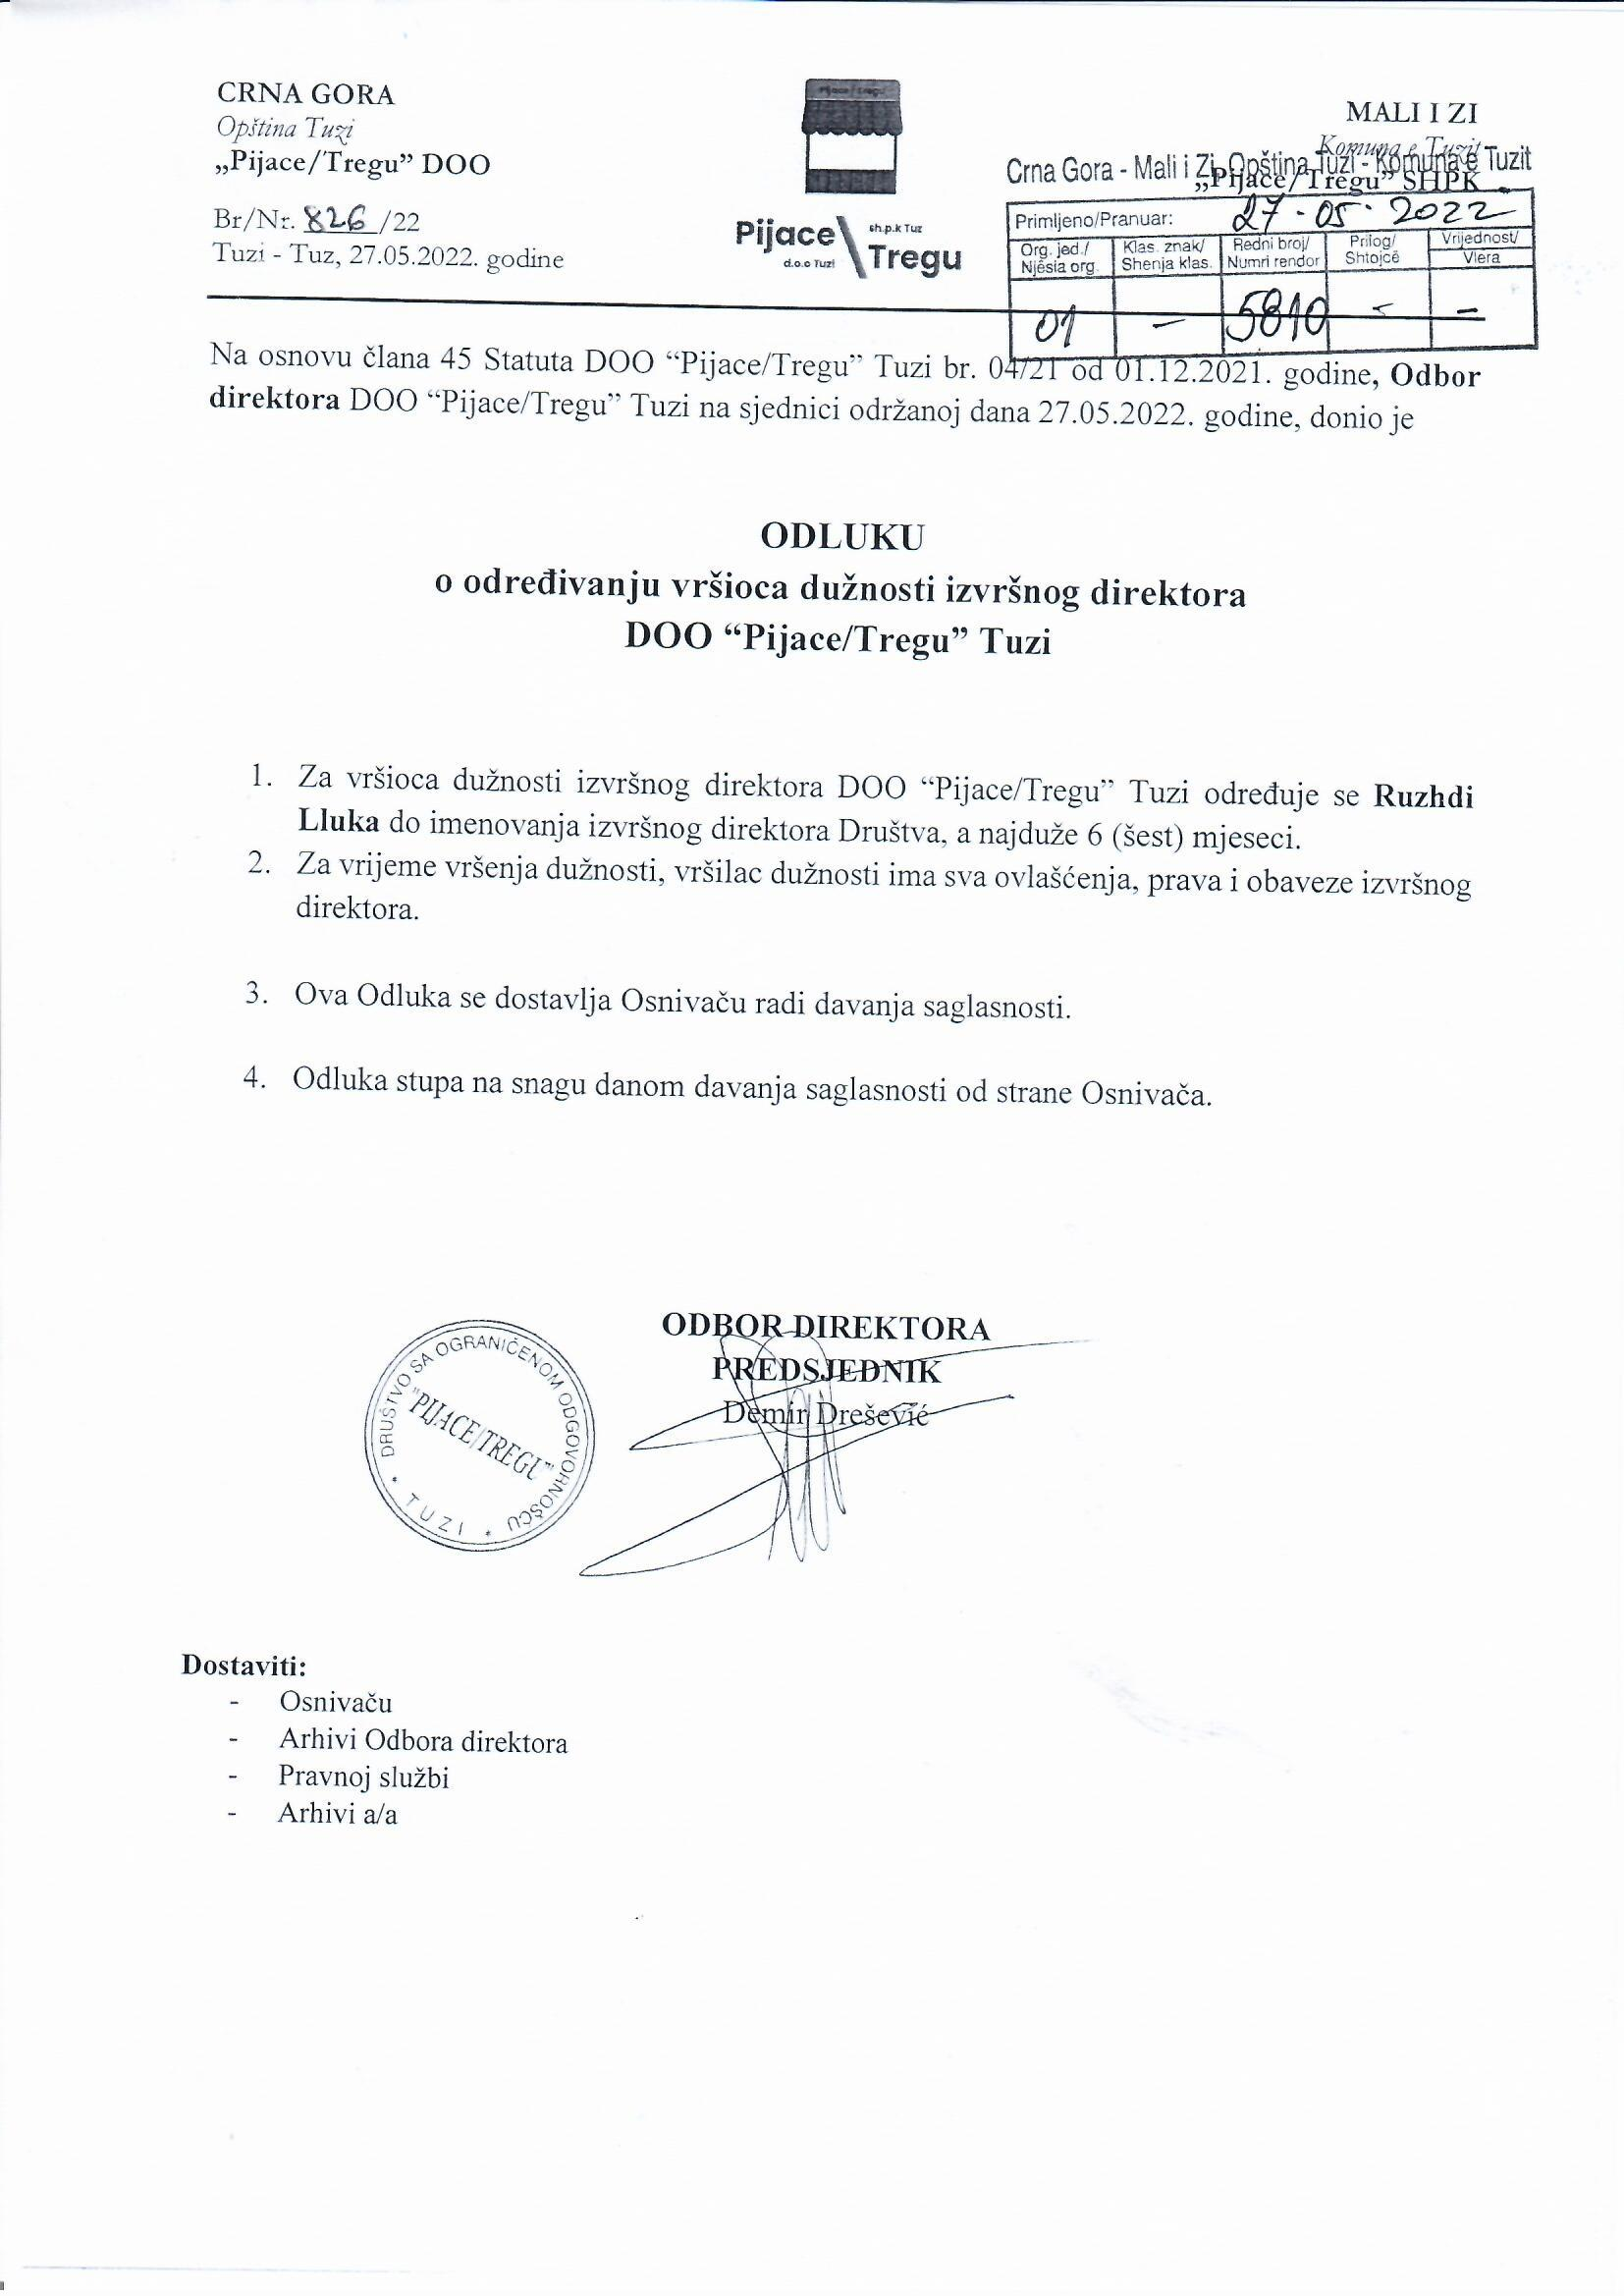 CRNA GORA
Opština Tuzi
„Pijace/Tregu” DOO
Br/Nr. 826/22
Tuzi - Tuz, 27.05.2022. godine
Pijace/Tregu
Pijace\ sh.p.k Tuz
d.o.o Tuzi \Tregu
MALI I ZI
Komuna e Tuzit
„Pijace/Tregu” SHPK
Crna Gora - Mali i Zi, Opština Tuzi - Komuna e Tuzit
Primljeno/Pranuar: 27-05-2022
Org. jed./ Klas. znak/ Redni broj/ Prilog/ Vrijednost/
Njësia org. Shenja klas. Numri rendor Shtojcë Vlera
01 – 5810 – –
Na osnovu člana 45 Statuta DOO “Pijace/Tregu” Tuzi br. 04/21 od 01.12.2021. godine, Odbor
direktora DOO “Pijace/Tregu” Tuzi na sjednici održanoj dana 27.05.2022. godine, donio je
ODLUKU
o određivanju vršioca dužnosti izvršnog direktora
DOO “Pijace/Tregu” Tuzi
1. Za vršioca dužnosti izvršnog direktora DOO “Pijace/Tregu” Tuzi određuje se Ruzhdi
Lluka do imenovanja izvršnog direktora Društva, a najduže 6 (šest) mjeseci.
2. Za vrijeme vršenja dužnosti, vršilac dužnosti ima sva ovlašćenja, prava i obaveze izvršnog
direktora.
3. Ova Odluka se dostavlja Osnivaču radi davanja saglasnosti.
4. Odluka stupa na snagu danom davanja saglasnosti od strane Osnivača.
ODBOR DIREKTORA
PREDSJEDNIK
Demir Drešević
DRUŠTVO SA OGRANIČENOM ODGOVORNOŠĆU
"PIJACE/TREGU"
* TUZI *
Dostaviti:
- Osnivaču
- Arhivi Odbora direktora
- Pravnoj službi
- Arhivi a/a